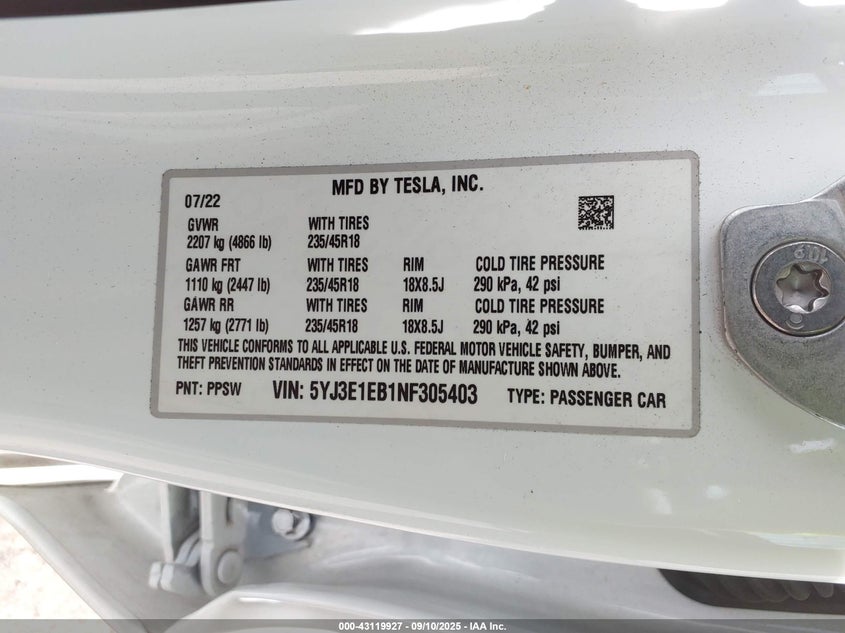 MFD BY TESLA, INC.
07/22
GVWR WITH TIRES
2207 kg (4866 lb) 235/45R18
GAWR FRT WITH TIRES RIM COLD TIRE PRESSURE
1110 kg (2447 lb) 235/45R18 18X8.5J 290 kPa, 42 psi
GAWR RR WITH TIRES RIM COLD TIRE PRESSURE
1257 kg (2771 lb) 235/45R18 18X8.5J 290 kPa, 42 psi
THIS VEHICLE CONFORMS TO ALL APPLICABLE U.S. FEDERAL MOTOR VEHICLE SAFETY, BUMPER, AND
THEFT PREVENTION STANDARDS IN EFFECT ON THE DATE OF MANUFACTURE SHOWN ABOVE.
PNT: PPSW VIN: 5YJ3E1EB1NF305403 TYPE: PASSENGER CAR
000-43119927 - 09/10/2025 - IAA Inc.